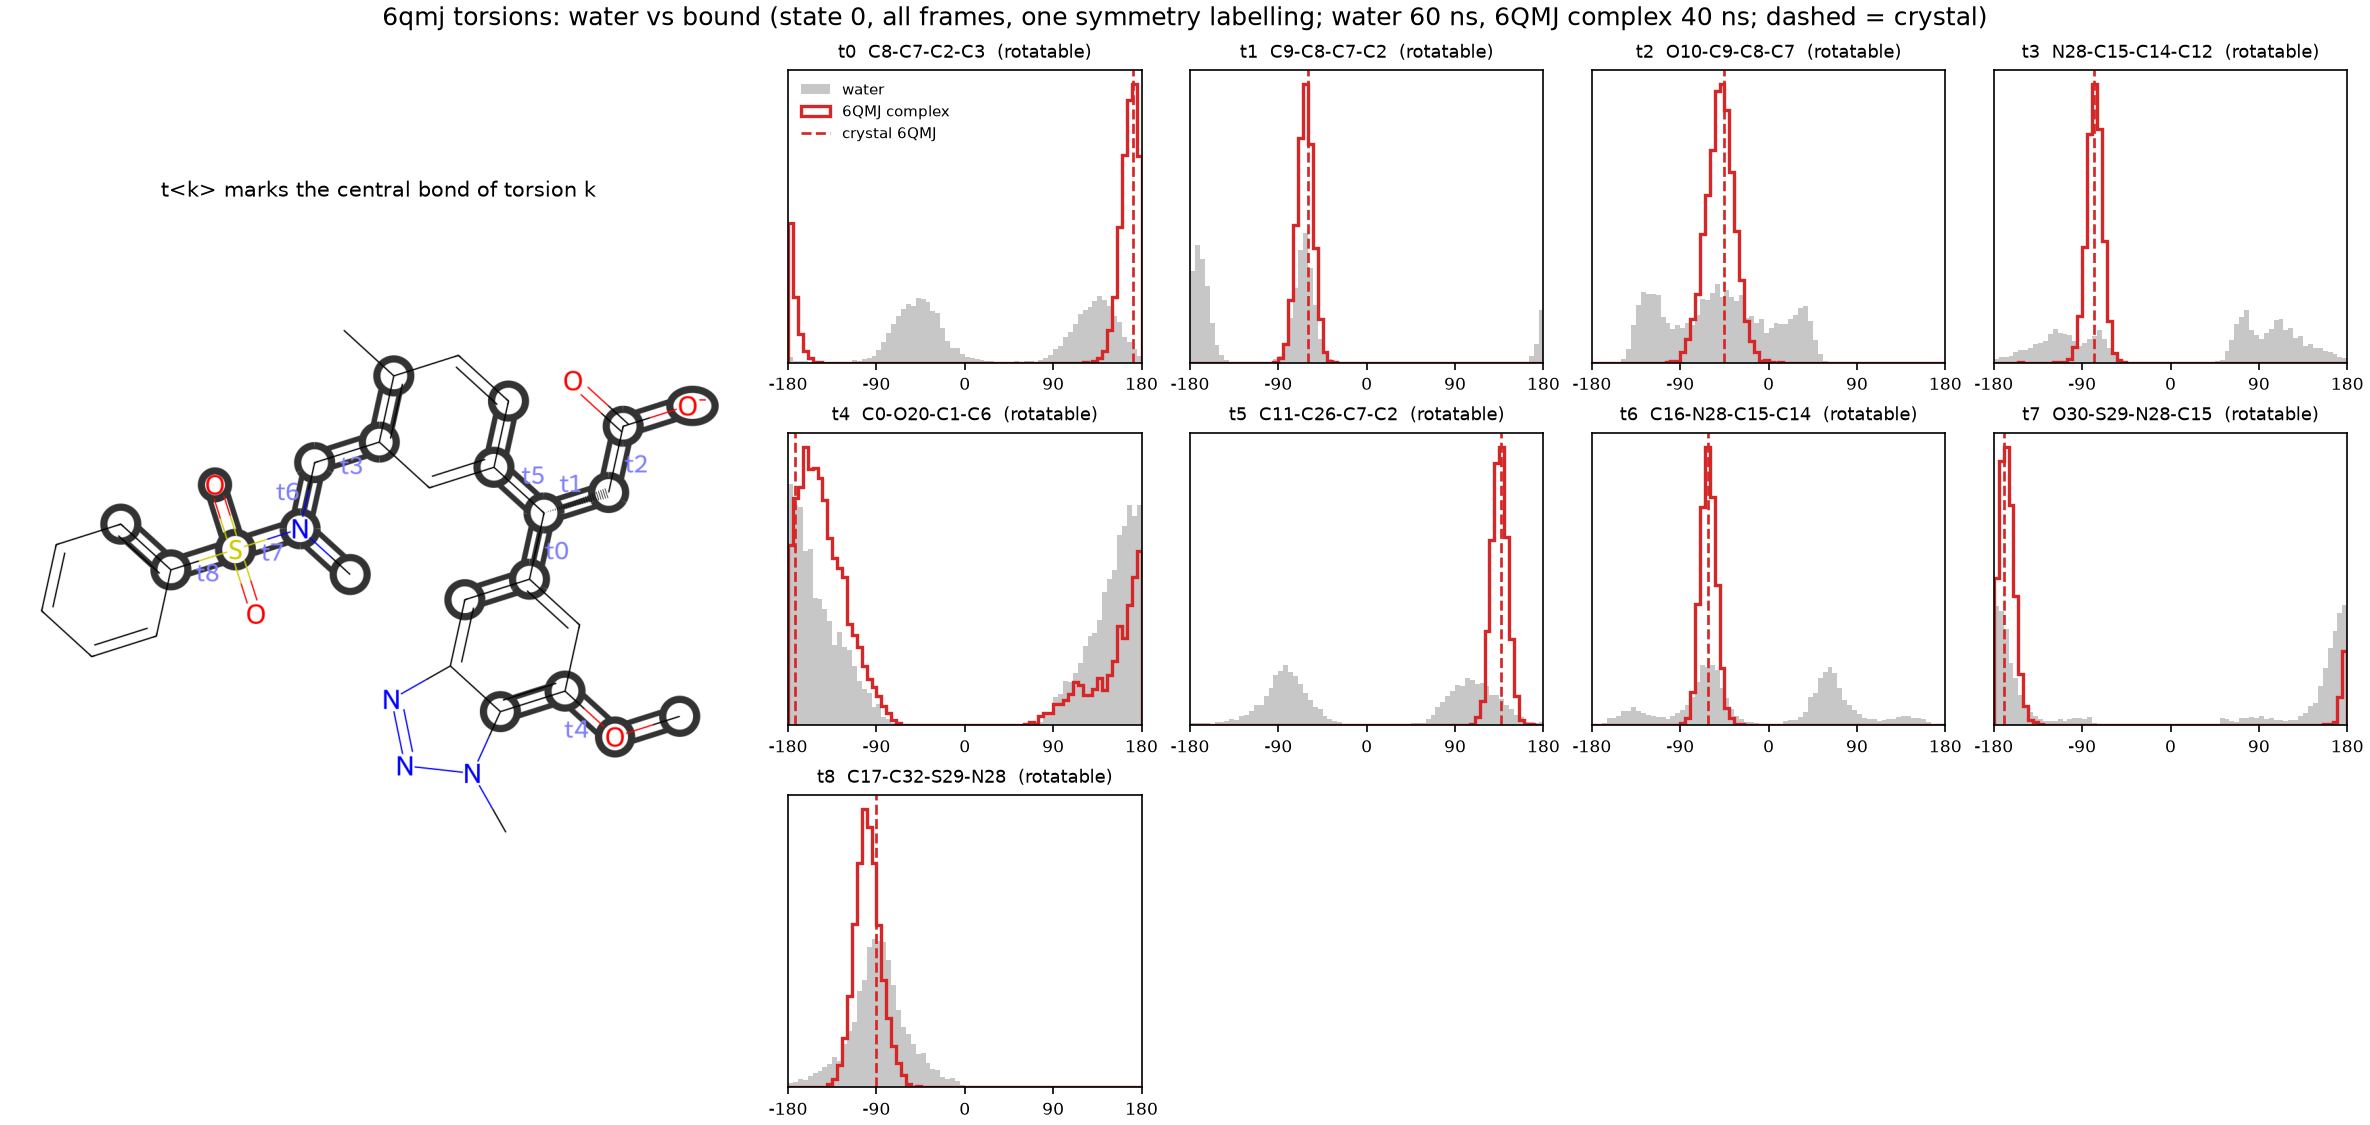 6qmj torsions: water vs bound (state 0, all frames, one symmetry labelling; water 60 ns, 6QMJ complex 40 ns; dashed = crystal)
t<k> marks the central bond of torsion k
O
O-
t3
t5
t1
t2
t6
O
N
S
t7
t8
t0
O
N
N
N
t4
O
t0 C8-C7-C2-C3 (rotatable)
water
6QMJ complex
crystal 6QMJ
-180 -90 0 90 180
t1 C9-C8-C7-C2 (rotatable)
-180 -90 0 90 180
t2 O10-C9-C8-C7 (rotatable)
-180 -90 0 90 180
t3 N28-C15-C14-C12 (rotatable)
-180 -90 0 90 180
t4 C0-O20-C1-C6 (rotatable)
-180 -90 0 90 180
t5 C11-C26-C7-C2 (rotatable)
-180 -90 0 90 180
t6 C16-N28-C15-C14 (rotatable)
-180 -90 0 90 180
t7 O30-S29-N28-C15 (rotatable)
-180 -90 0 90 180
t8 C17-C32-S29-N28 (rotatable)
-180 -90 0 90 180